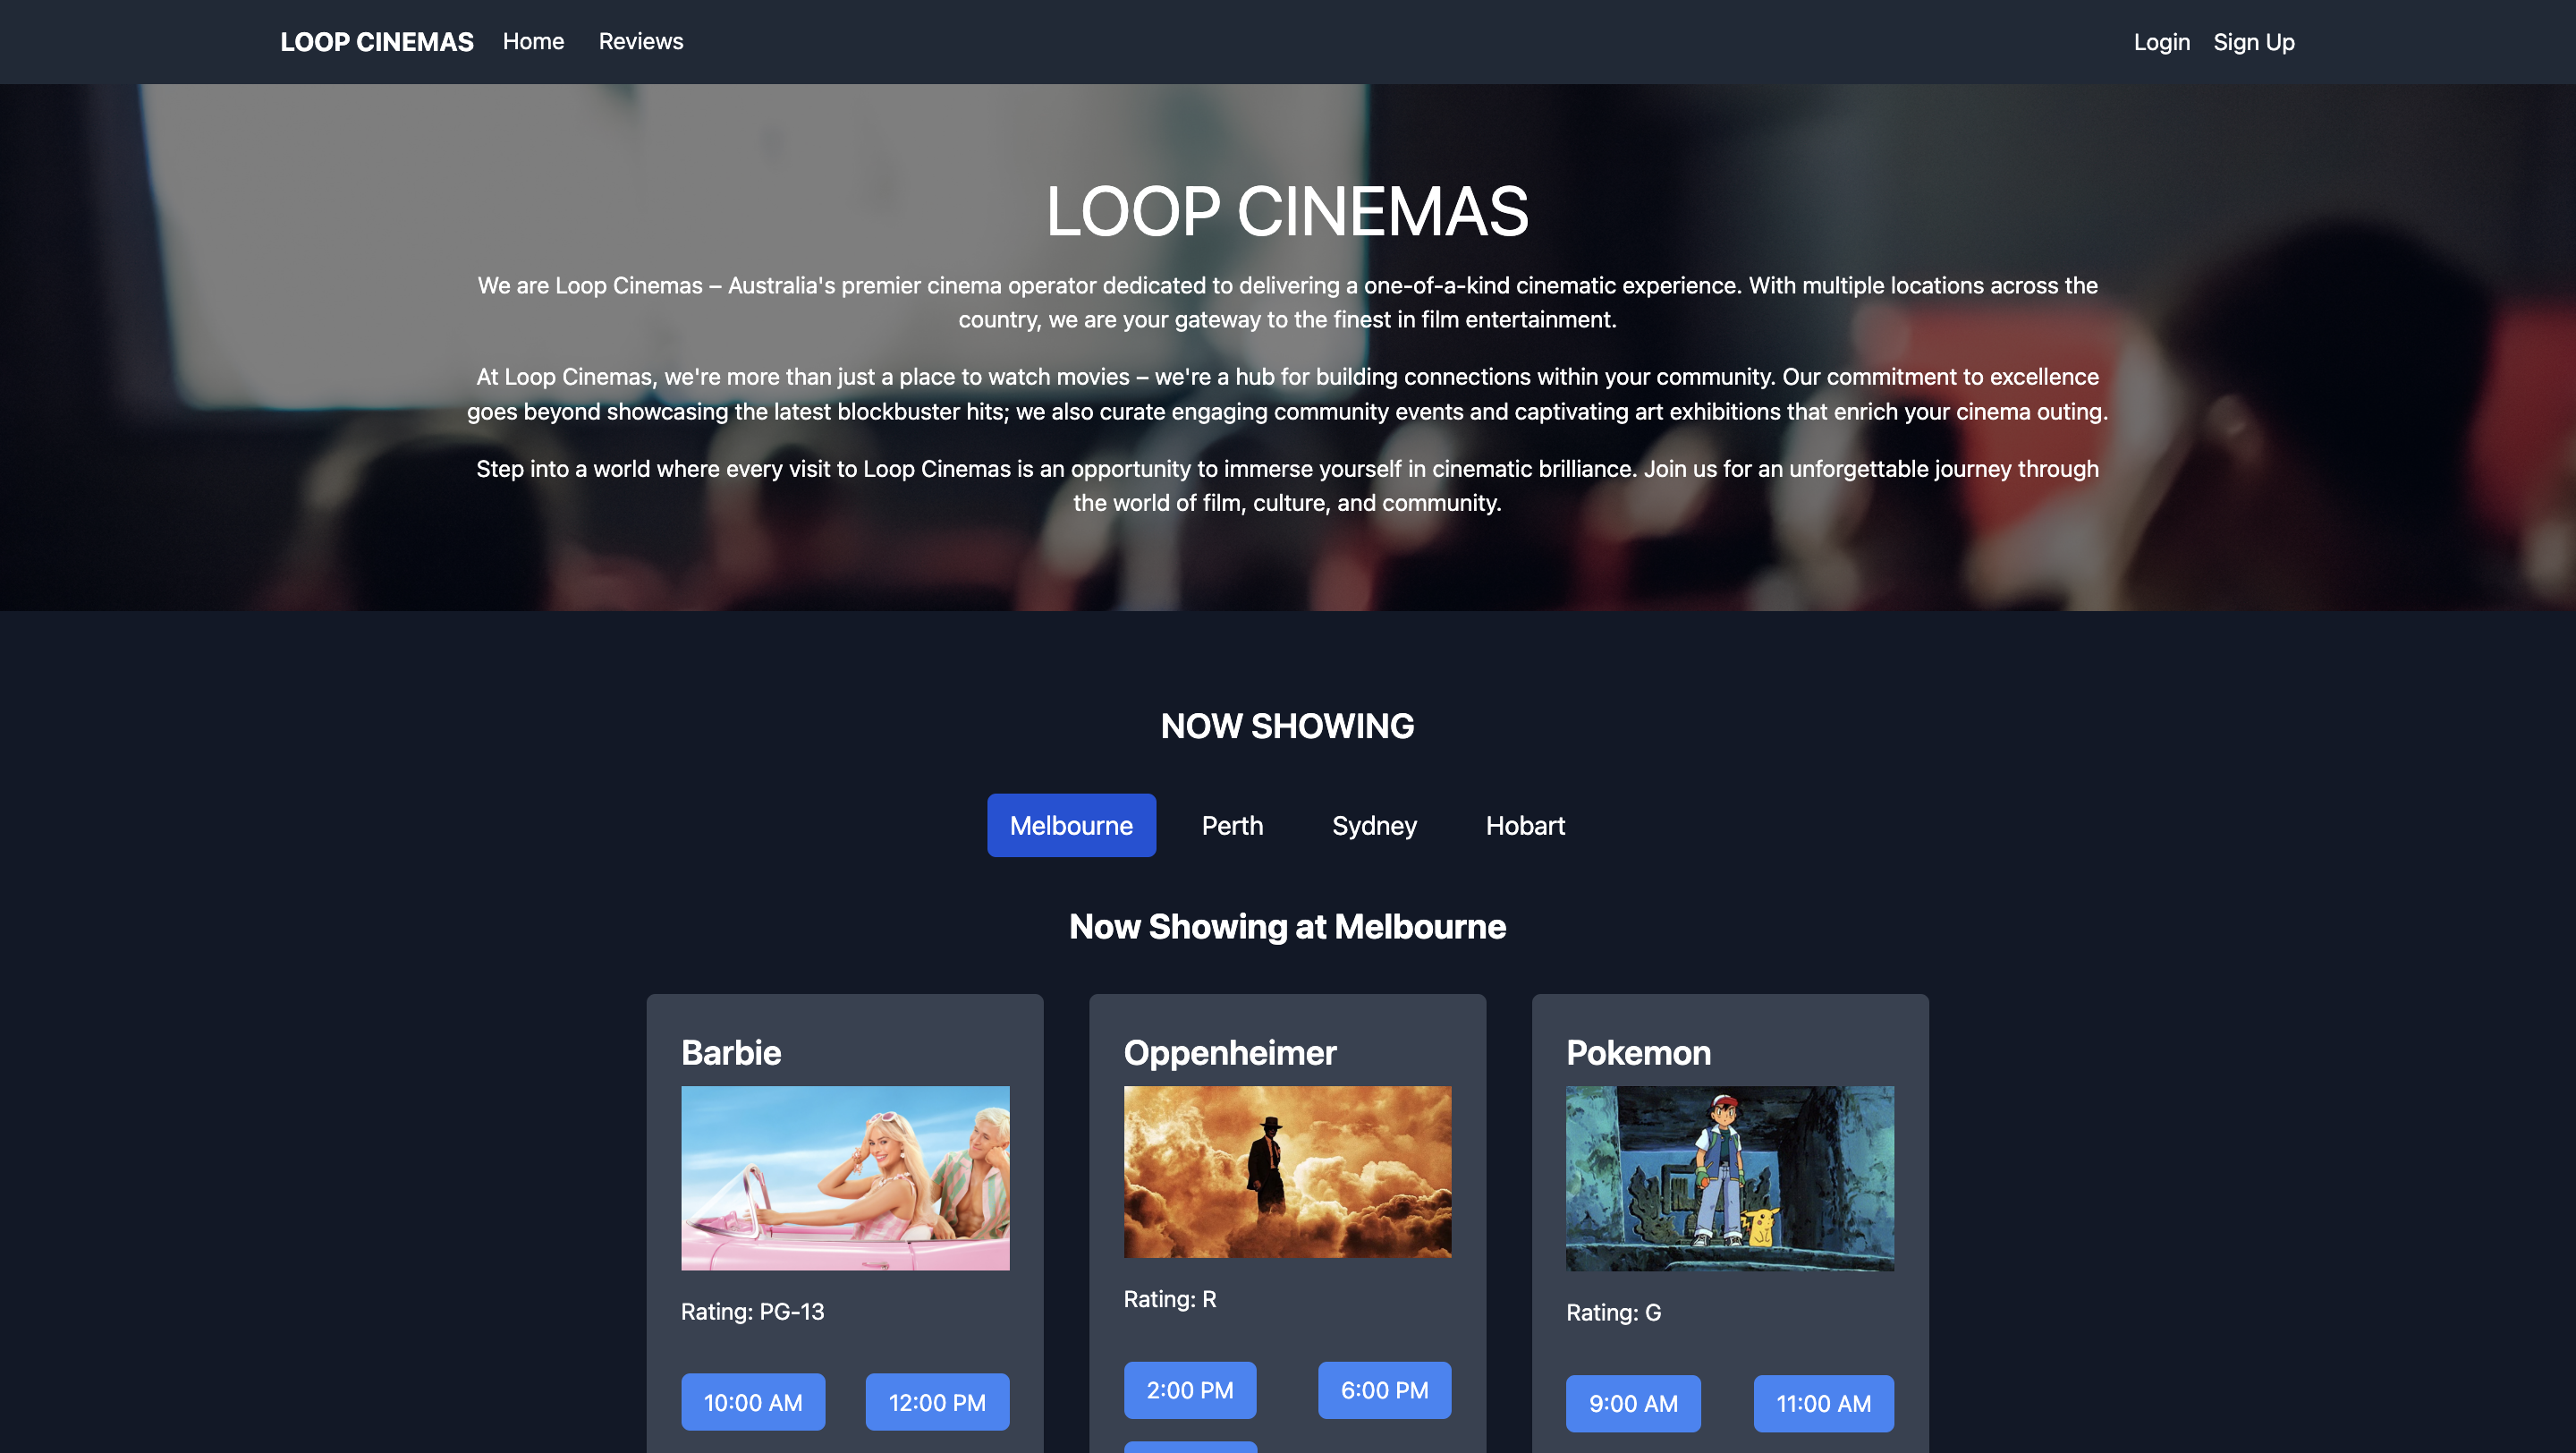 LOOP CINEMAS Home Reviews Login Sign Up
LOOP CINEMAS
We are Loop Cinemas – Australia's premier cinema operator dedicated to delivering a one-of-a-kind cinematic experience. With multiple locations across the
country, we are your gateway to the finest in film entertainment.
At Loop Cinemas, we're more than just a place to watch movies – we're a hub for building connections within your community. Our commitment to excellence
goes beyond showcasing the latest blockbuster hits; we also curate engaging community events and captivating art exhibitions that enrich your cinema outing.
Step into a world where every visit to Loop Cinemas is an opportunity to immerse yourself in cinematic brilliance. Join us for an unforgettable journey through
the world of film, culture, and community.
NOW SHOWING
Melbourne Perth Sydney Hobart
Now Showing at Melbourne
Barbie
Rating: PG-13
10:00 AM 12:00 PM
Oppenheimer
Rating: R
2:00 PM 6:00 PM
Pokemon
Rating: G
9:00 AM 11:00 AM